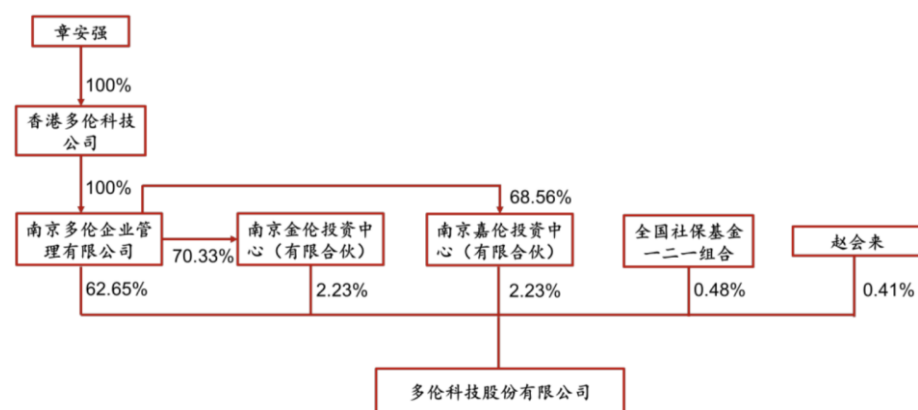 章安强
100%
香港多伦科技
公司
100%
68.56%
南京多伦企业管
理有限公司
70.33%
南京金伦投资中
心（有限合伙）
南京嘉伦投资中
心（有限合伙）
全国社保基金
一二一组合
赵会来
62.65%
2.23%
2.23%
0.48%
0.41%
多伦科技股份有限公司